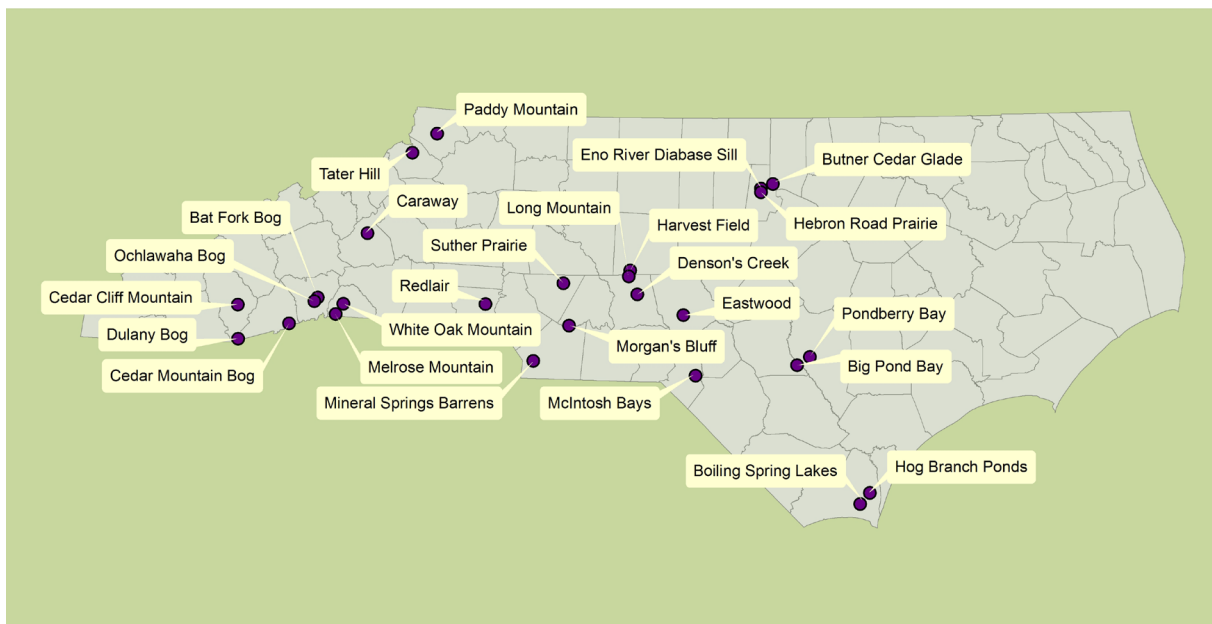 Paddy Mountain
Eno River Diabase Sill
Butner Cedar Glade
Tater Hill
Caraway
Long Mountain
Bat Fork Bog
Harvest Field
Hebron Road Prairie
Suther Prairie
Ochlawaha Bog
Denson's Creek
Redlair
Cedar Cliff Mountain
Eastwood
Pondberry Bay
White Oak Mountain
Dulany Bog
Morgan's Bluff
Melrose Mountain
Big Pond Bay
Cedar Mountain Bog
Mineral Springs Barrens
McIntosh Bays
Hog Branch Ponds
Boiling Spring Lakes